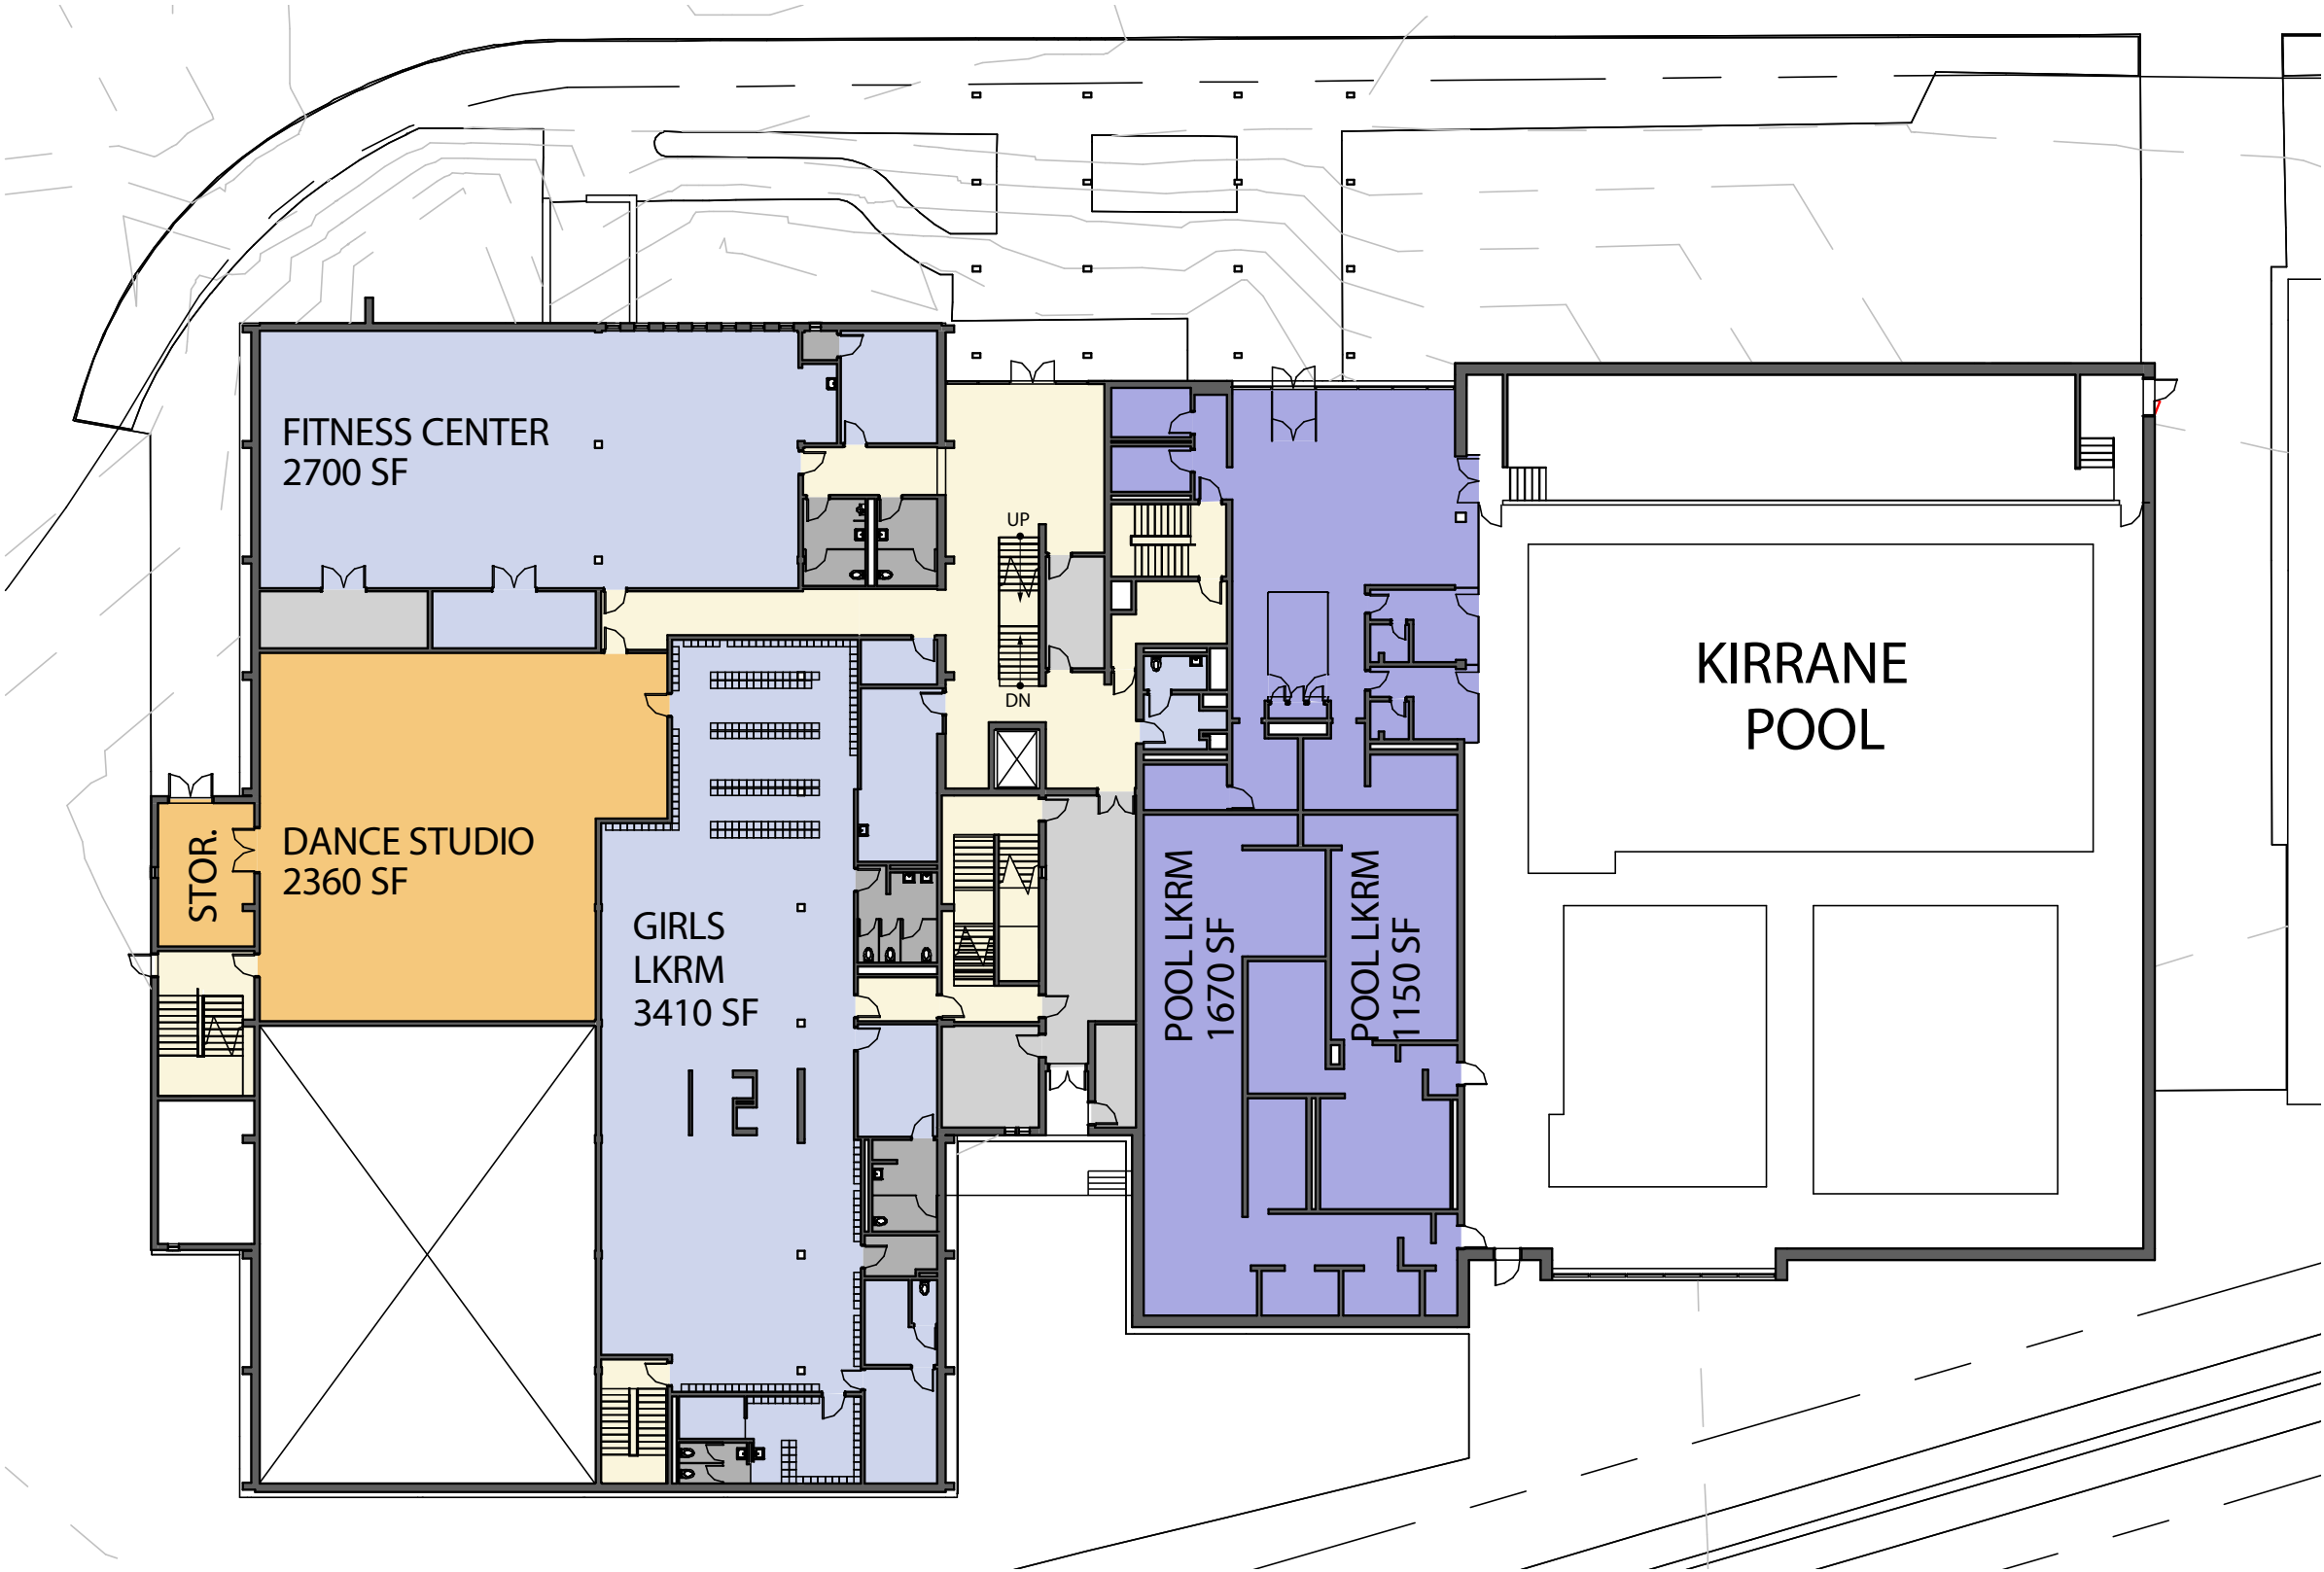 FITNESS CENTER
2700 SF
UP
DN
KIRRANE
POOL
STOR.
DANCE STUDIO
2360 SF
GIRLS
LKRM
3410 SF
POOL LKRM
1670 SF
POOL LKRM
1150 SF